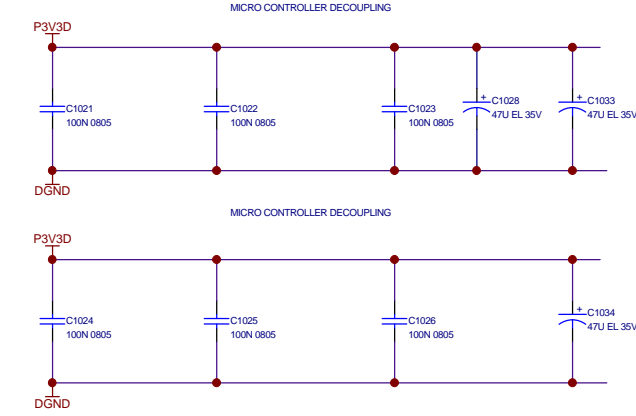 MICRO CONTROLLER DECOUPLING
P3V3D
C1021
100N 0805
C1022
100N 0805
C1023
100N 0805
+
C1028
47U EL 35V
+
C1033
47U EL 35V
DGND
MICRO CONTROLLER DECOUPLING
P3V3D
C1024
100N 0805
C1025
100N 0805
C1026
100N 0805
+
C1034
47U EL 35V
DGND